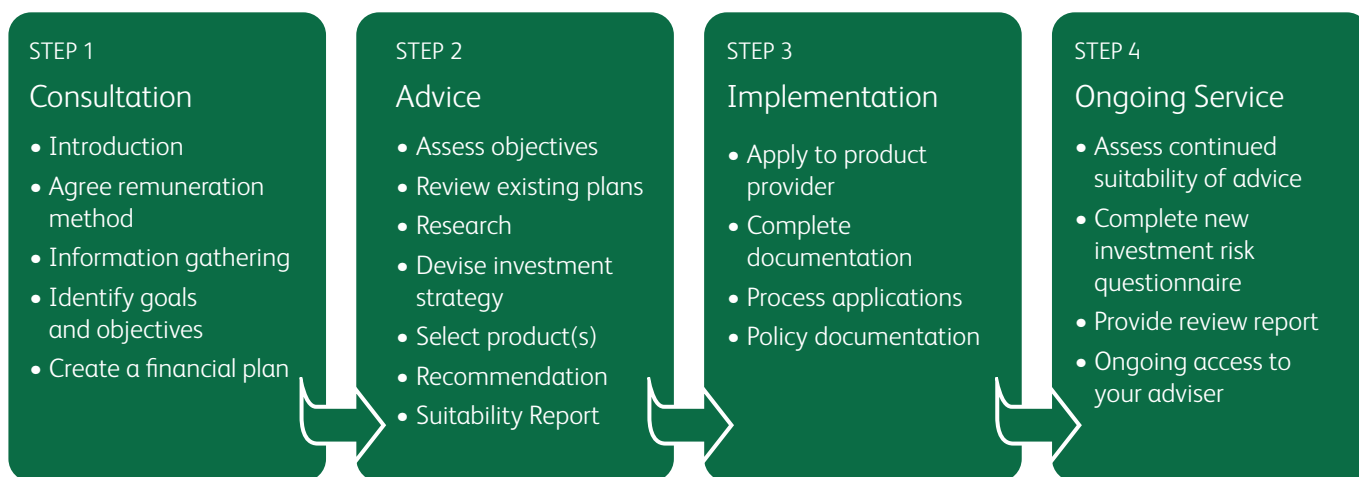 STEP 1
Consultation
• Introduction
• Agree remuneration
method
• Information gathering
• Identify goals
and objectives
• Create a financial plan
STEP 2
Advice
• Assess objectives
• Review existing plans
• Research
• Devise investment
strategy
• Select product(s)
• Recommendation
• Suitability Report
STEP 3
Implementation
• Apply to product
provider
• Complete
documentation
• Process applications
• Policy documentation
STEP 4
Ongoing Service
• Assess continued
suitability of advice
• Complete new
investment risk
questionnaire
• Provide review report
• Ongoing access to
your adviser